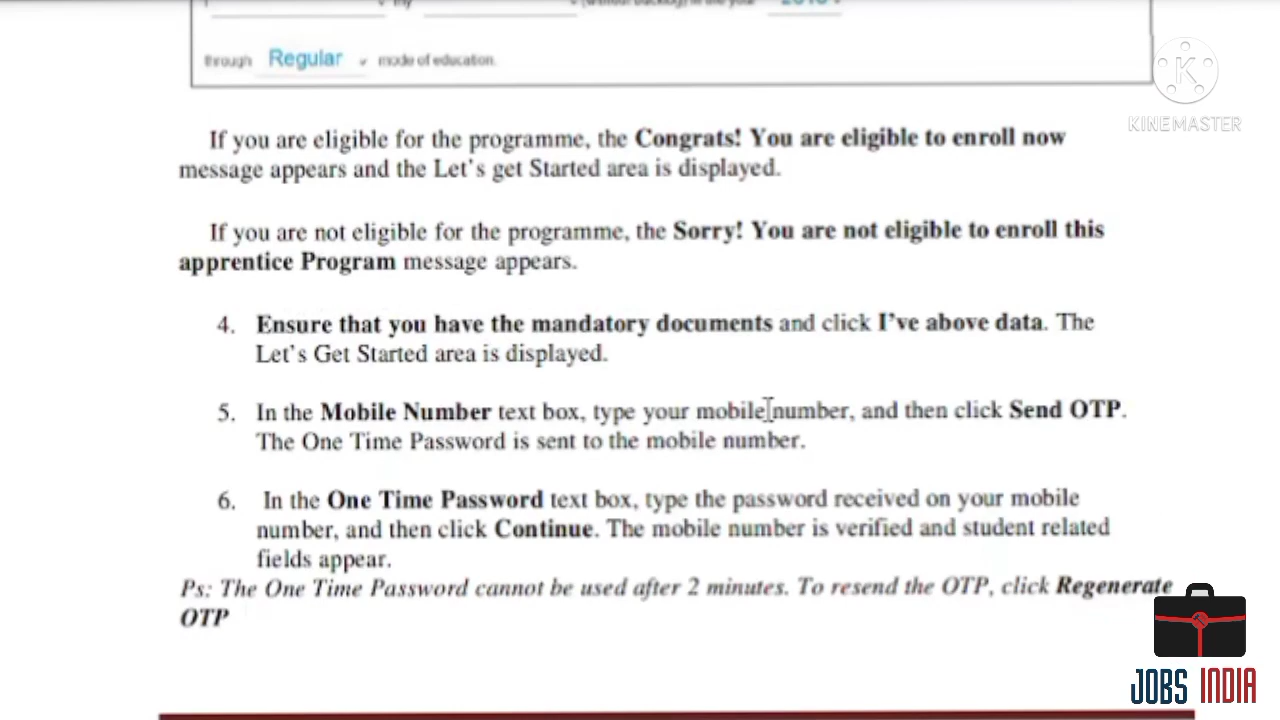 through Regular mode of education.
KINEMASTER
If you are eligible for the programme, the Congrats! You are eligible to enroll now
message appears and the Let's get Started area is displayed.
If you are not eligible for the programme, the Sorry! You are not eligible to enroll this
apprentice Program message appears.
4. Ensure that you have the mandatory documents and click I've above data. The
Let's Get Started area is displayed.
5. In the Mobile Number text box, type your mobile number, and then click Send OTP.
The One Time Password is sent to the mobile number.
6. In the One Time Password text box, type the password received on your mobile
number, and then click Continue. The mobile number is verified and student related
fields appear.
Ps: The One Time Password cannot be used after 2 minutes. To resend the OTP, click Regenerate
OTP
JOBS INDIA